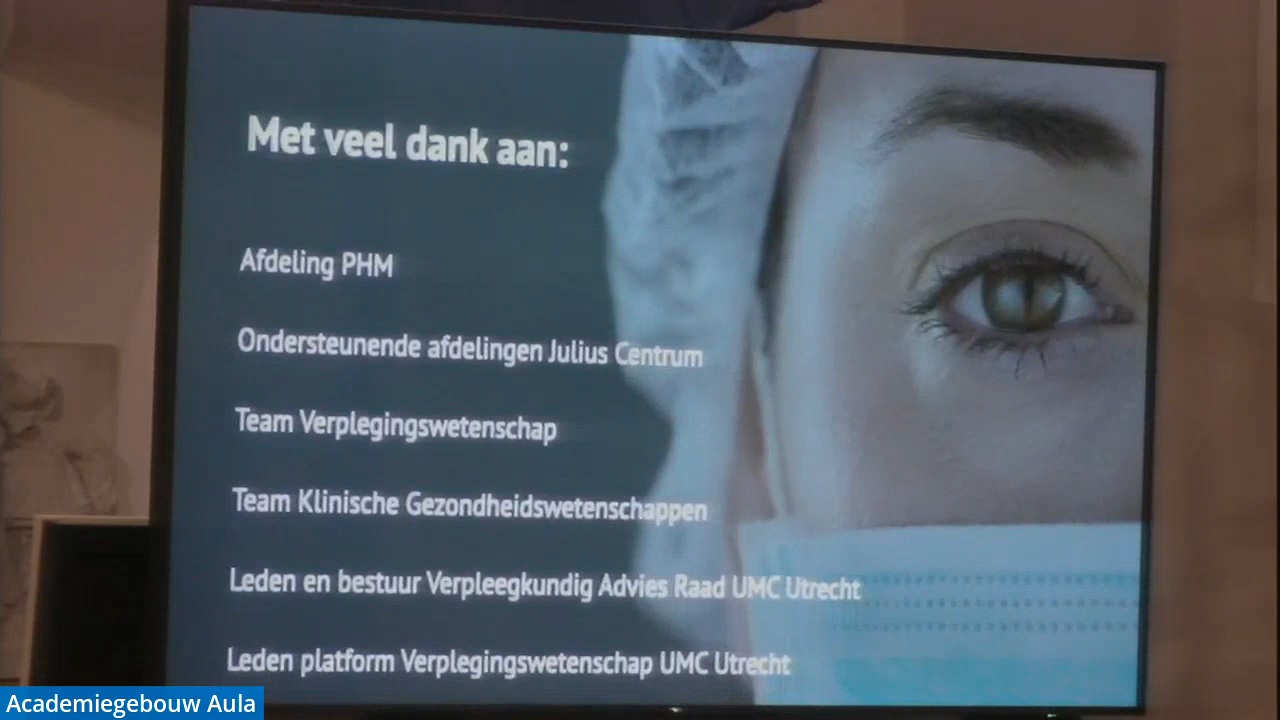 Met veel dank aan:
Afdeling PHM
Ondersteunende afdelingen Julius Centrum
Team Verplegingswetenschap
Team Klinische Gezondheidswetenschappen
Leden en bestuur Verpleegkundig Advies Raad UMC Utrecht
Leden platform Verplegingswetenschap UMC Utrecht
Academiegebouw Aula